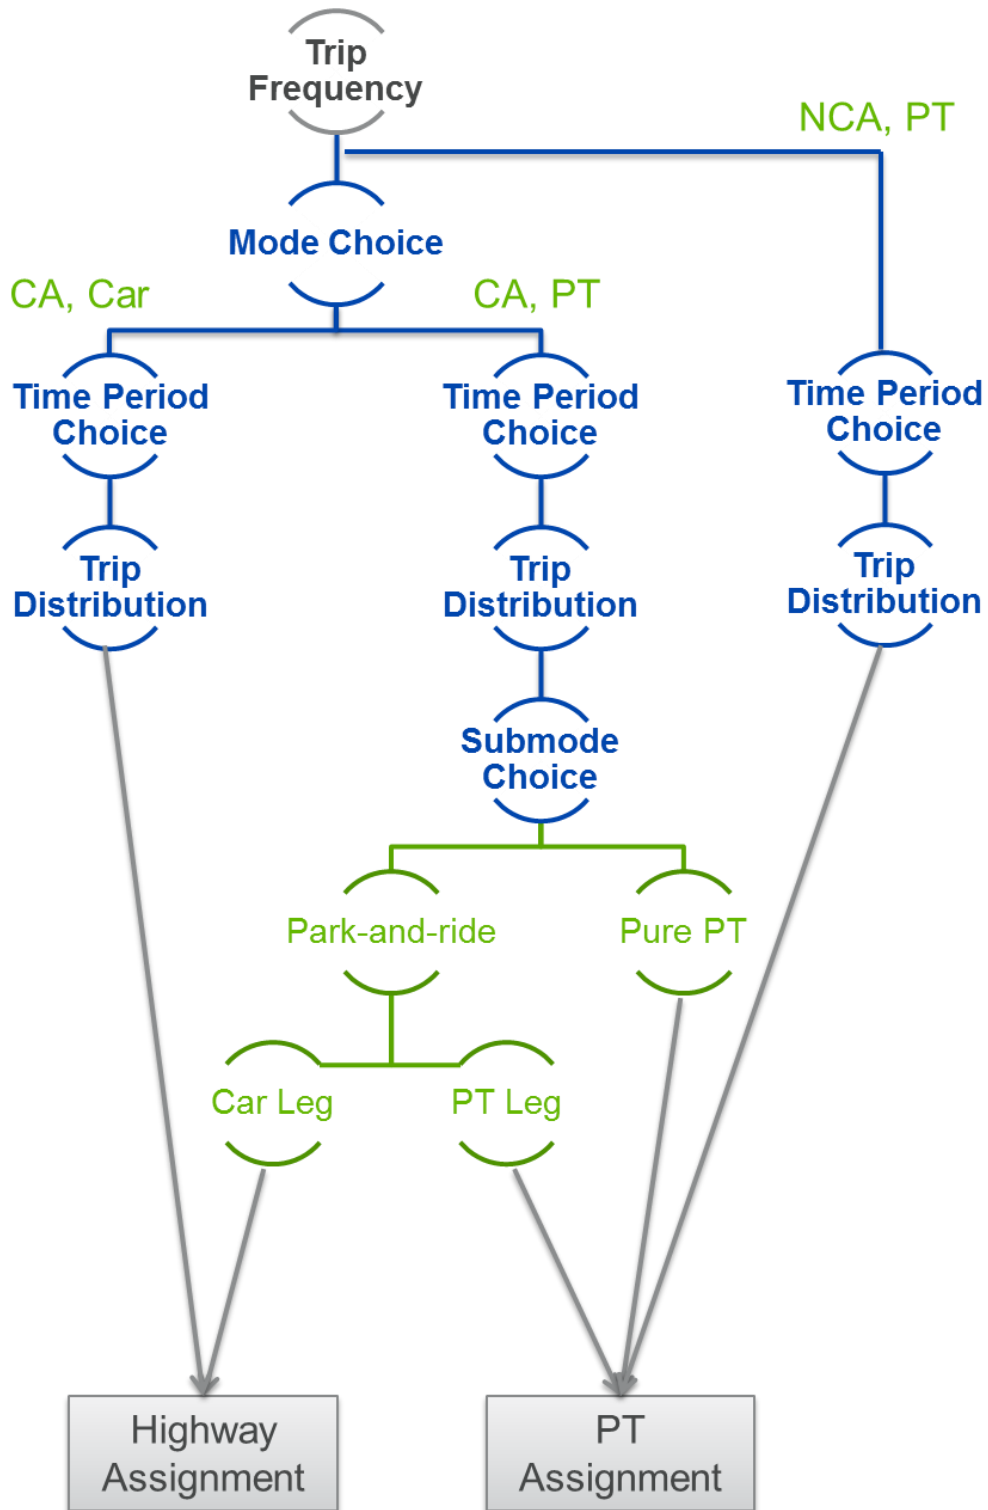 Trip
Frequency
NCA, PT
Mode Choice
CA, Car
CA, PT
Time Period
Choice
Time Period
Choice
Time Period
Choice
Trip
Distribution
Trip
Distribution
Trip
Distribution
Submode
Choice
Park-and-ride
Pure PT
Car Leg
PT Leg
Highway
Assignment
PT
Assignment